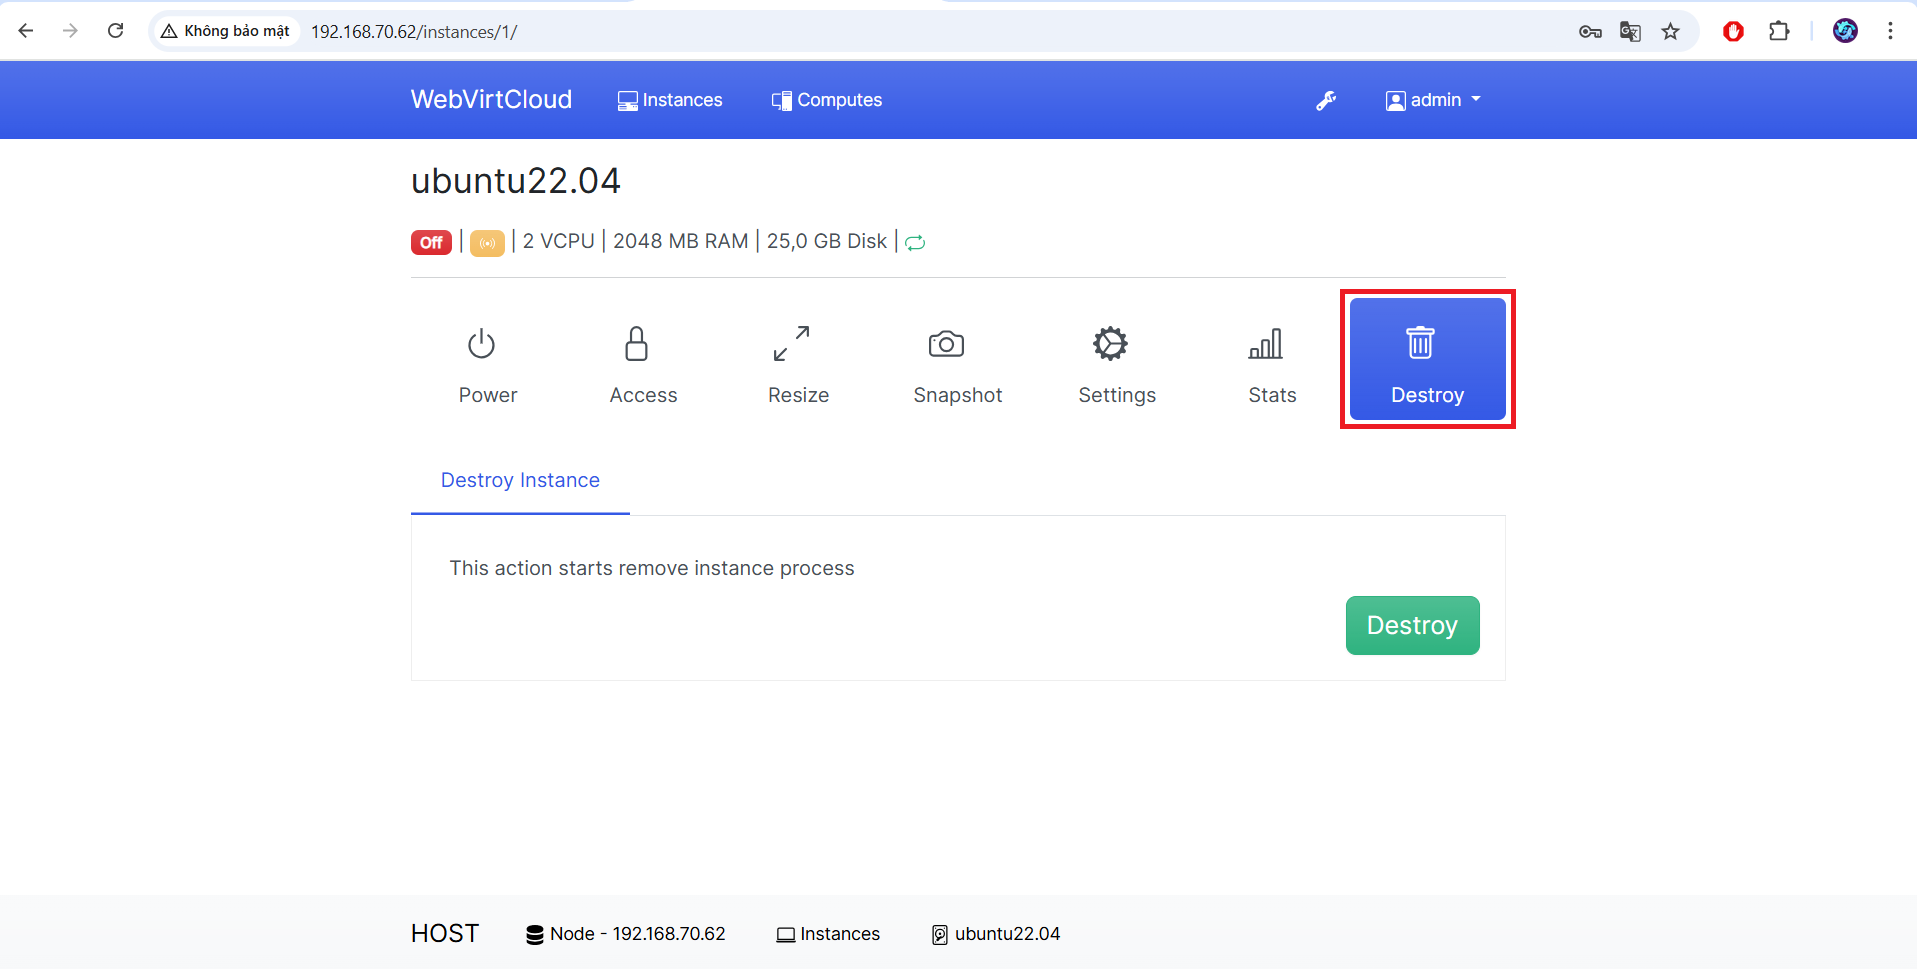 Không bảo mật 192.168.70.62/instances/1/
WebVirtCloud Instances Computes admin
ubuntu22.04
Off | | 2 VCPU | 2048 MB RAM | 25,0 GB Disk |
Power Access Resize Snapshot Settings Stats Destroy
Destroy Instance
This action starts remove instance process
Destroy
HOST Node - 192.168.70.62 Instances ubuntu22.04